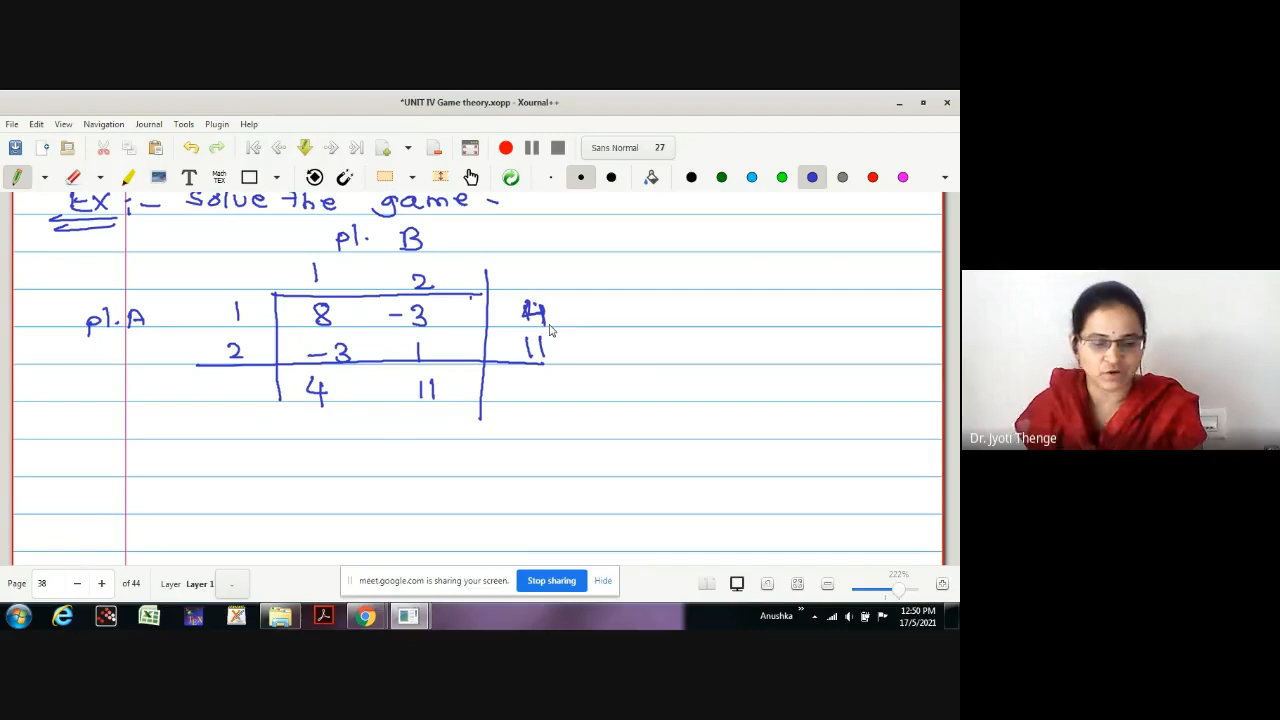 *UNIT IV Game theory.xopp - Xournal++
File Edit View Navigation Journal Tools Plugin Help
Sans Normal 27
Ex :- Solve the game -
pl. B
1 2
pl. A 1 8 -3 4
2 -3 1 11
4 11
Dr. Jyoti Thenge
Page 38 of 44 Layer Layer 1 222%
meet.google.com is sharing your screen. Stop sharing Hide
Anushka 12:50 PM
17/5/2021